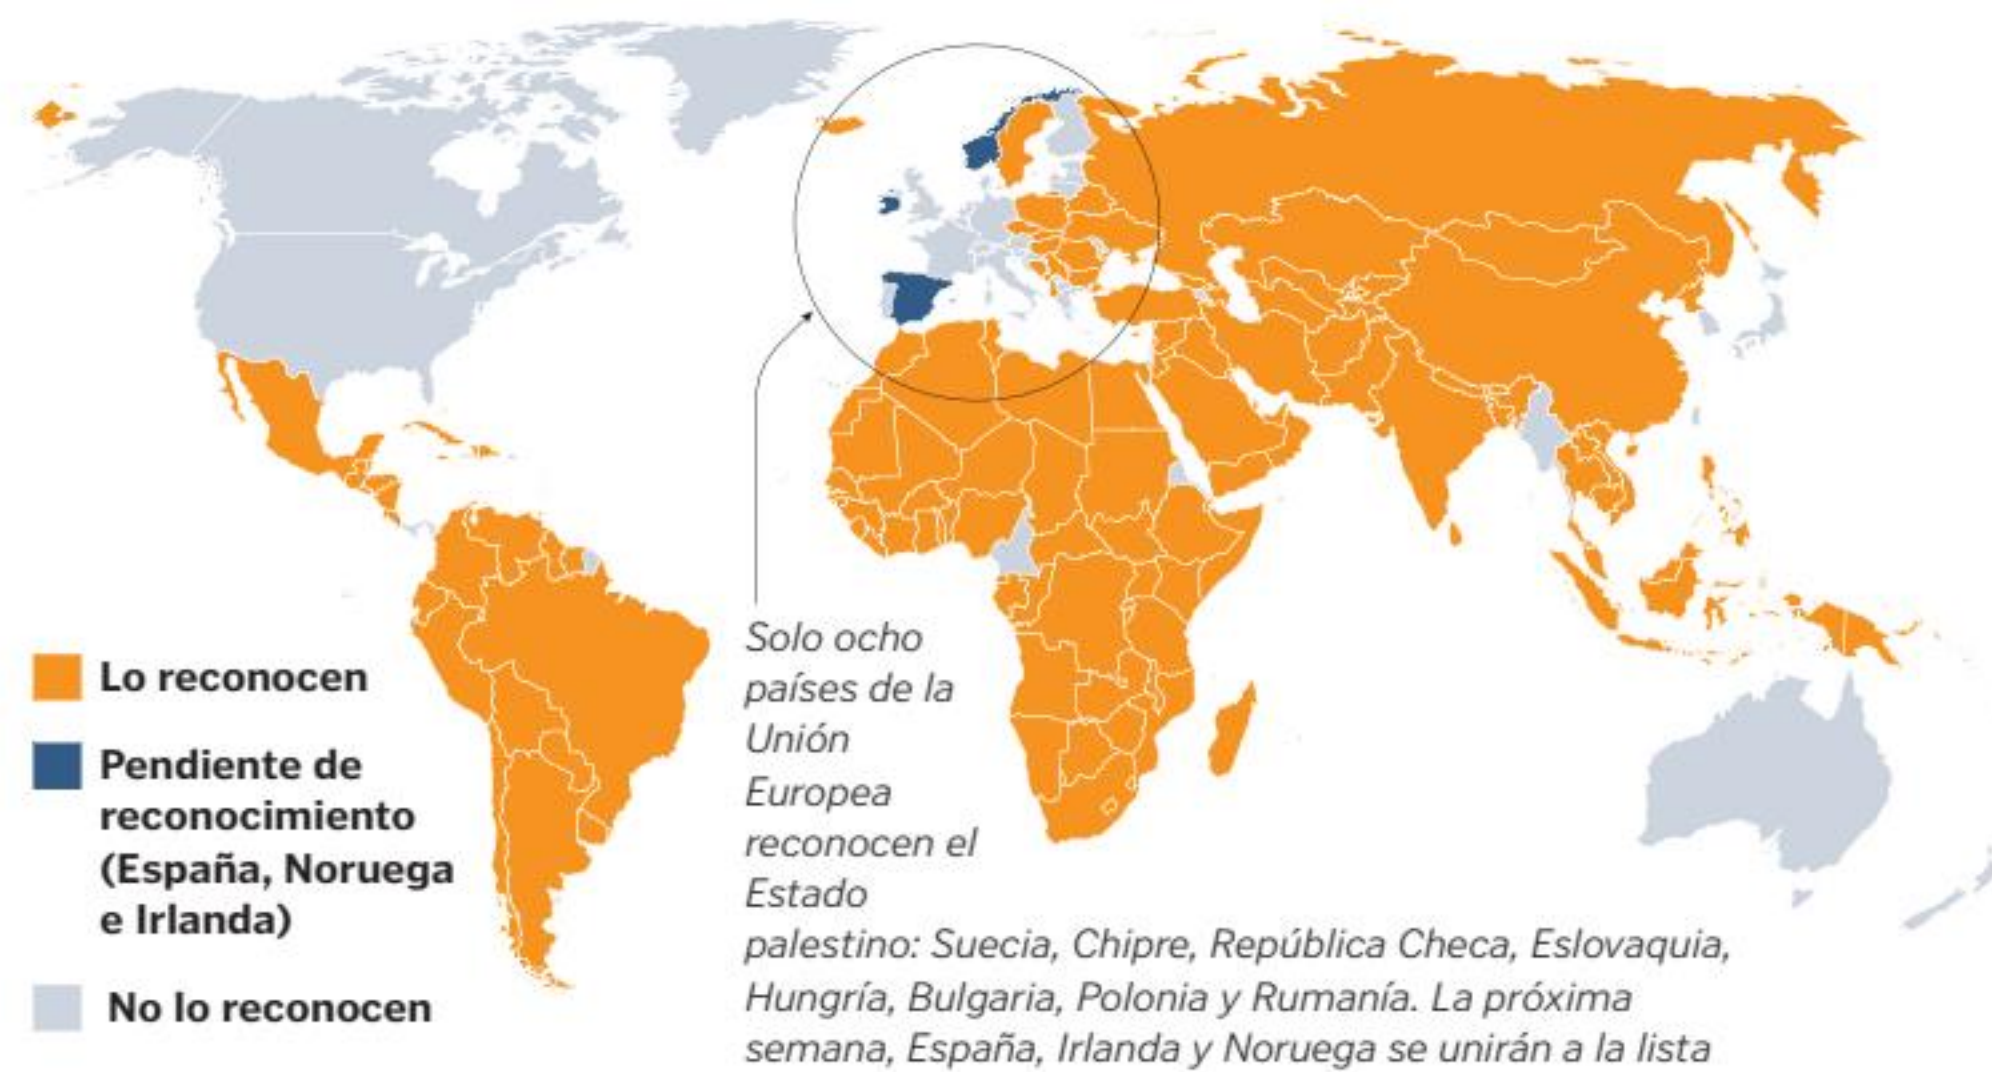 Lo reconocen
Pendiente de
reconocimiento
(España, Noruega
e Irlanda)
No lo reconocen
Solo ocho
países de la
Unión
Europea
reconocen el
Estado
palestino: Suecia, Chipre, República Checa, Eslovaquia,
Hungría, Bulgaria, Polonia y Rumanía. La próxima
semana, España, Irlanda y Noruega se unirán a la lista